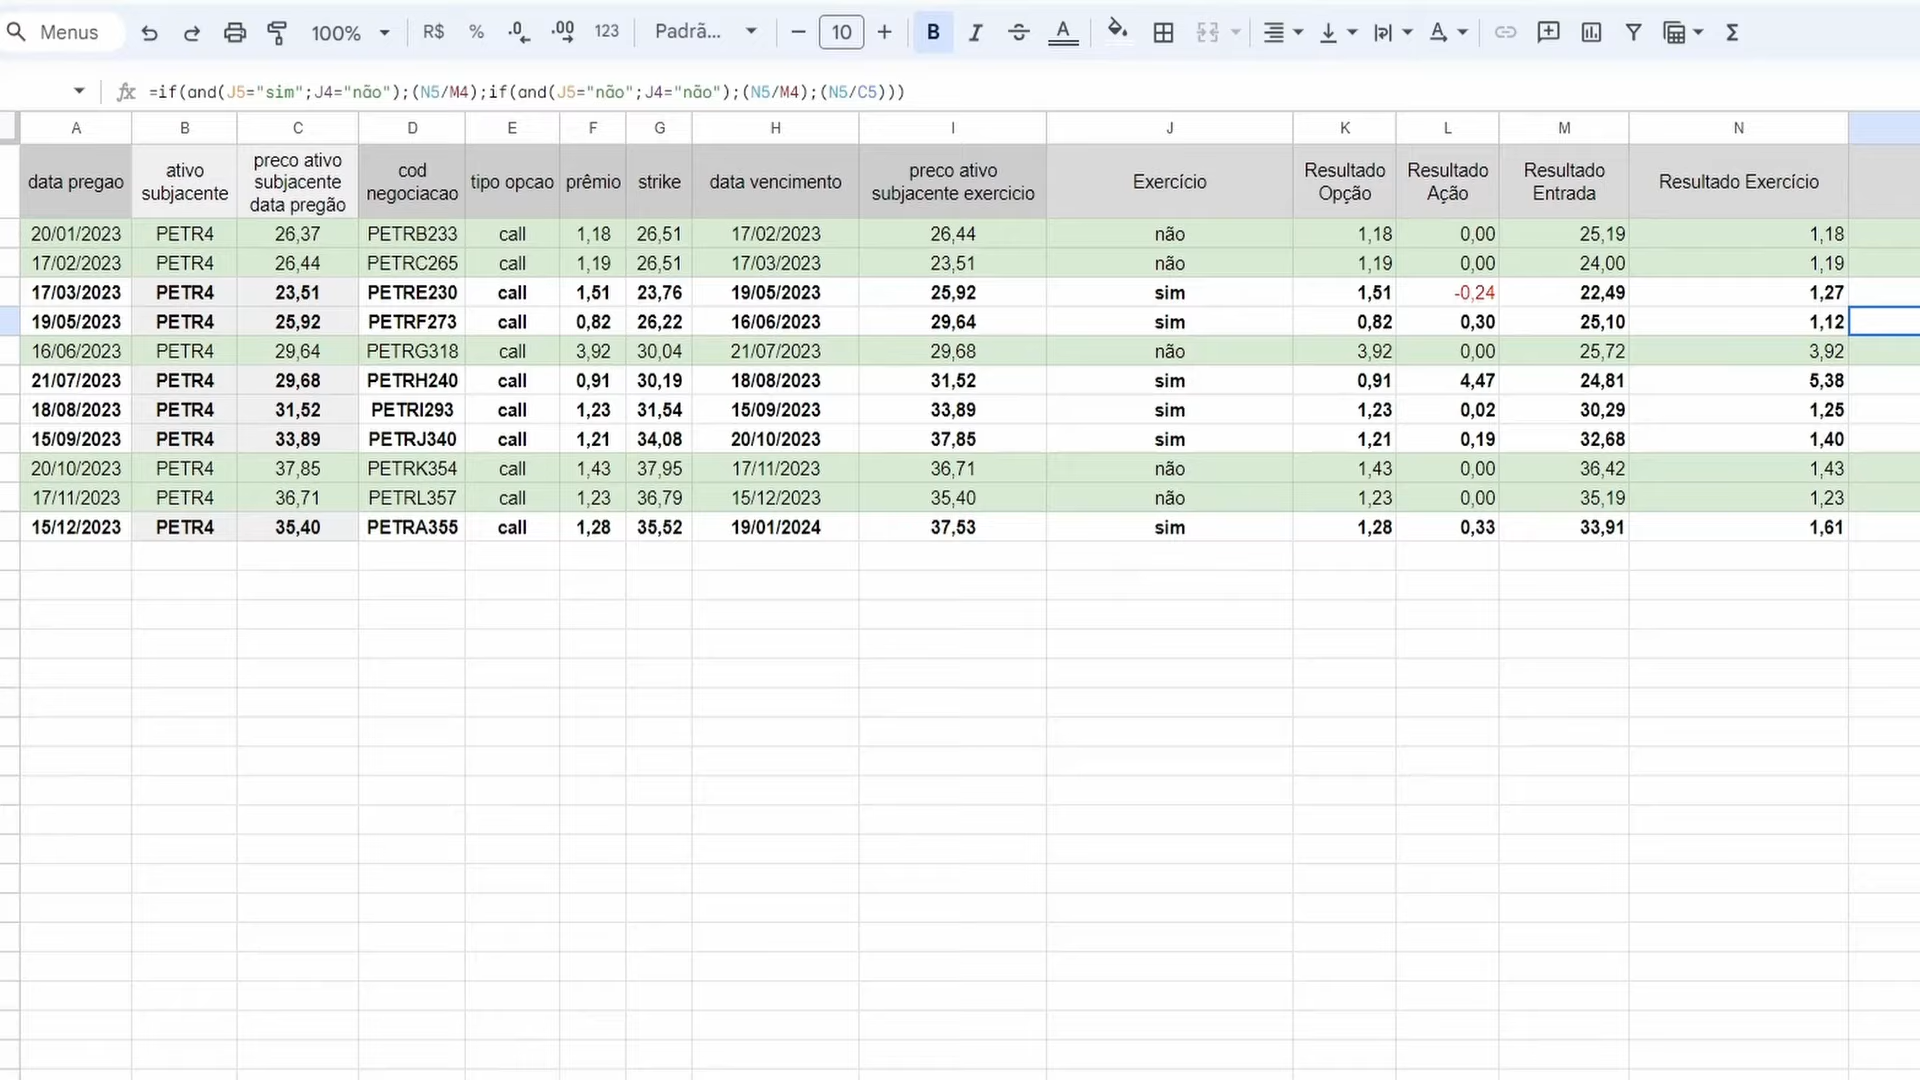 Menus 100% R$ % .0 .00 123 Padrã... − 10 + B I S A A Σ
fx =if(and(J5="sim";J4="não");(N5/M4);if(and(J5="não";J4="não");(N5/M4);(N5/C5)))
A B C D E F G H I J K L M N
data pregao ativo subjacente preco ativo subjacente data pregão cod negociacao tipo opcao prêmio strike data vencimento preco ativo subjacente exercicio Exercício Resultado Opção Resultado Ação Resultado Entrada Resultado Exercício
20/01/2023 PETR4 26,37 PETRB233 call 1,18 26,51 17/02/2023 26,44 não 1,18 0,00 25,19 1,18
17/02/2023 PETR4 26,44 PETRC265 call 1,19 26,51 17/03/2023 23,51 não 1,19 0,00 24,00 1,19
17/03/2023 PETR4 23,51 PETRE230 call 1,51 23,76 19/05/2023 25,92 sim 1,51 -0,24 22,49 1,27
19/05/2023 PETR4 25,92 PETRF273 call 0,82 26,22 16/06/2023 29,64 sim 0,82 0,30 25,10 1,12
16/06/2023 PETR4 29,64 PETRG318 call 3,92 30,04 21/07/2023 29,68 não 3,92 0,00 25,72 3,92
21/07/2023 PETR4 29,68 PETRH240 call 0,91 30,19 18/08/2023 31,52 sim 0,91 4,47 24,81 5,38
18/08/2023 PETR4 31,52 PETRI293 call 1,23 31,54 15/09/2023 33,89 sim 1,23 0,02 30,29 1,25
15/09/2023 PETR4 33,89 PETRJ340 call 1,21 34,08 20/10/2023 37,85 sim 1,21 0,19 32,68 1,40
20/10/2023 PETR4 37,85 PETRK354 call 1,43 37,95 17/11/2023 36,71 não 1,43 0,00 36,42 1,43
17/11/2023 PETR4 36,71 PETRL357 call 1,23 36,79 15/12/2023 35,40 não 1,23 0,00 35,19 1,23
15/12/2023 PETR4 35,40 PETRA355 call 1,28 35,52 19/01/2024 37,53 sim 1,28 0,33 33,91 1,61